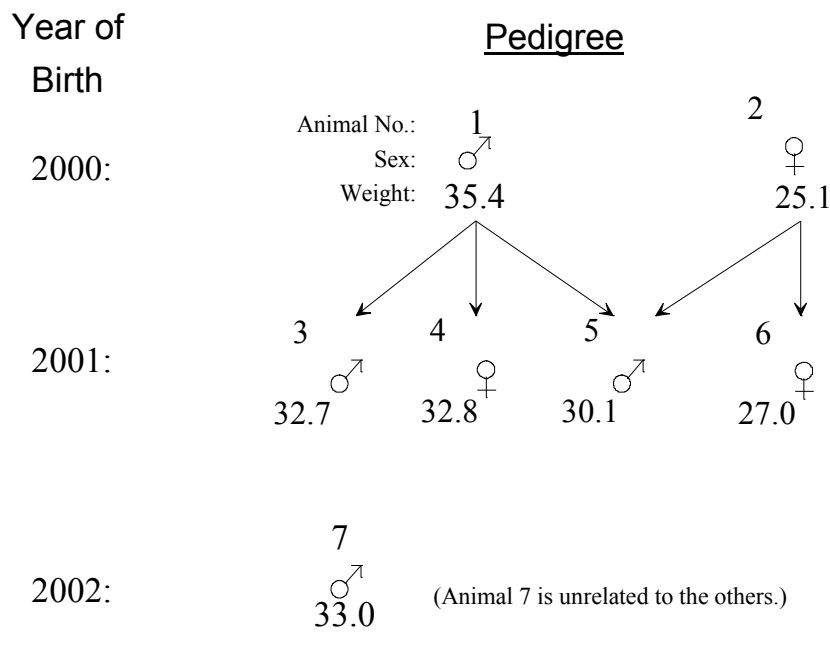 Year of
Birth
Pedigree
Animal No.: 1 2
2000: Sex: ♂ ♀
Weight: 35.4 25.1
3 4 5 6
2001: ♂ ♀ ♂ ♀
32.7 32.8 30.1 27.0
7
2002: ♂ (Animal 7 is unrelated to the others.)
33.0